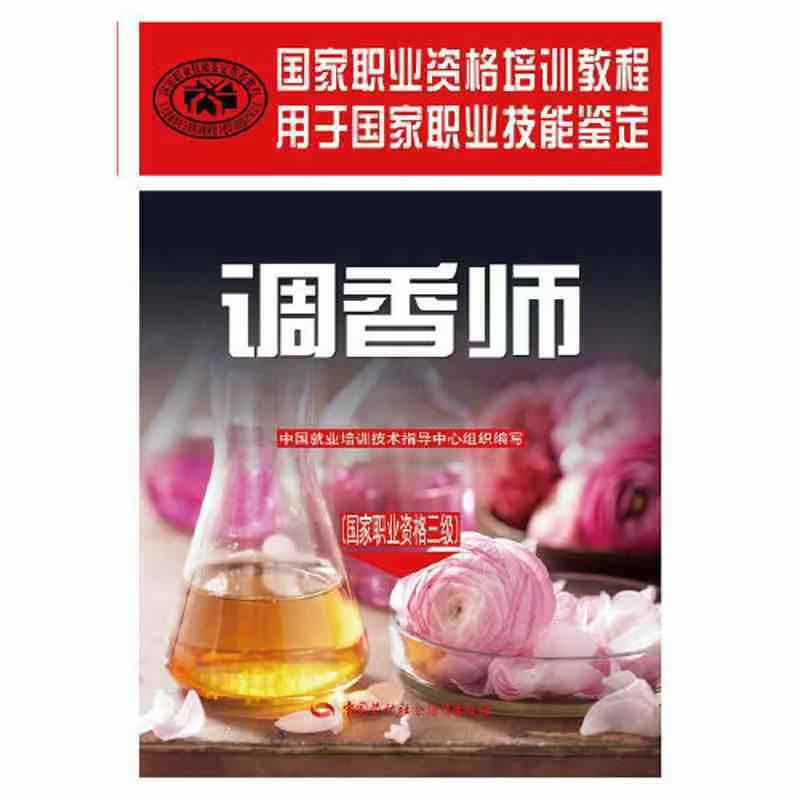 国家职业资格培训教程
用于国家职业技能鉴定
调香师
中国就业培训技术指导中心组织编写
(国家职业资格三级)